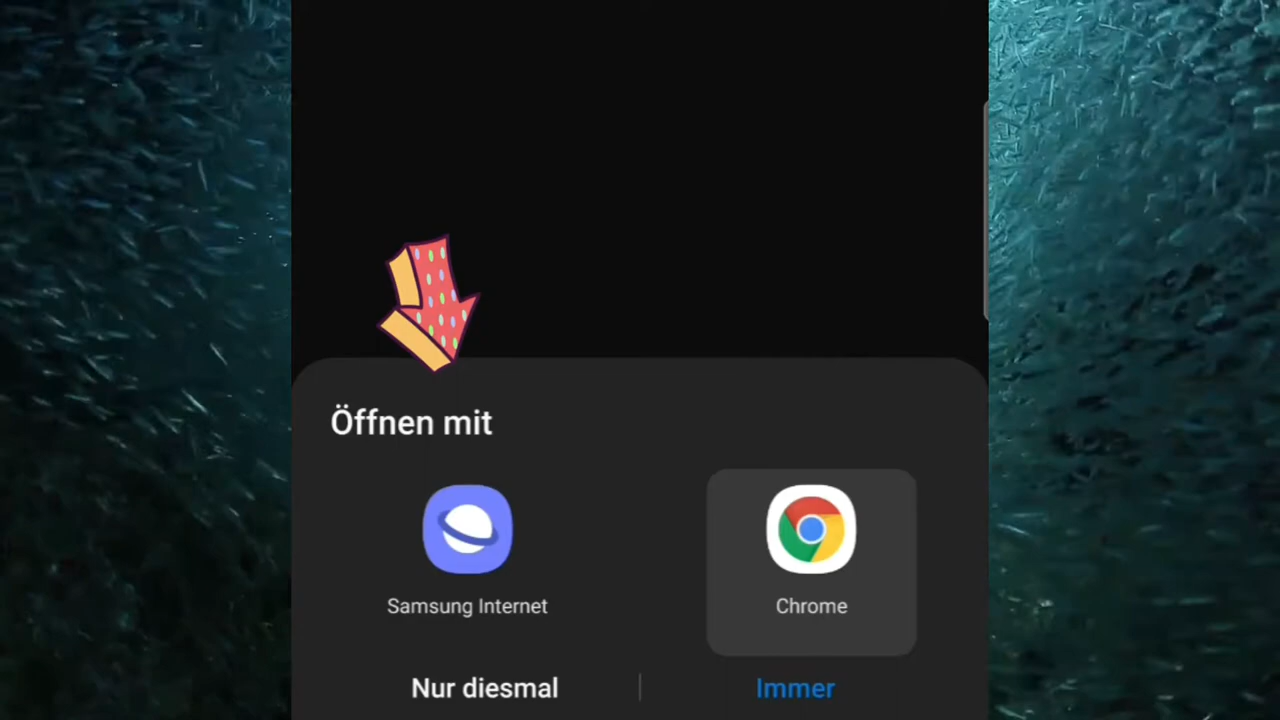 Öffnen mit
Samsung Internet
Chrome
Nur diesmal
Immer